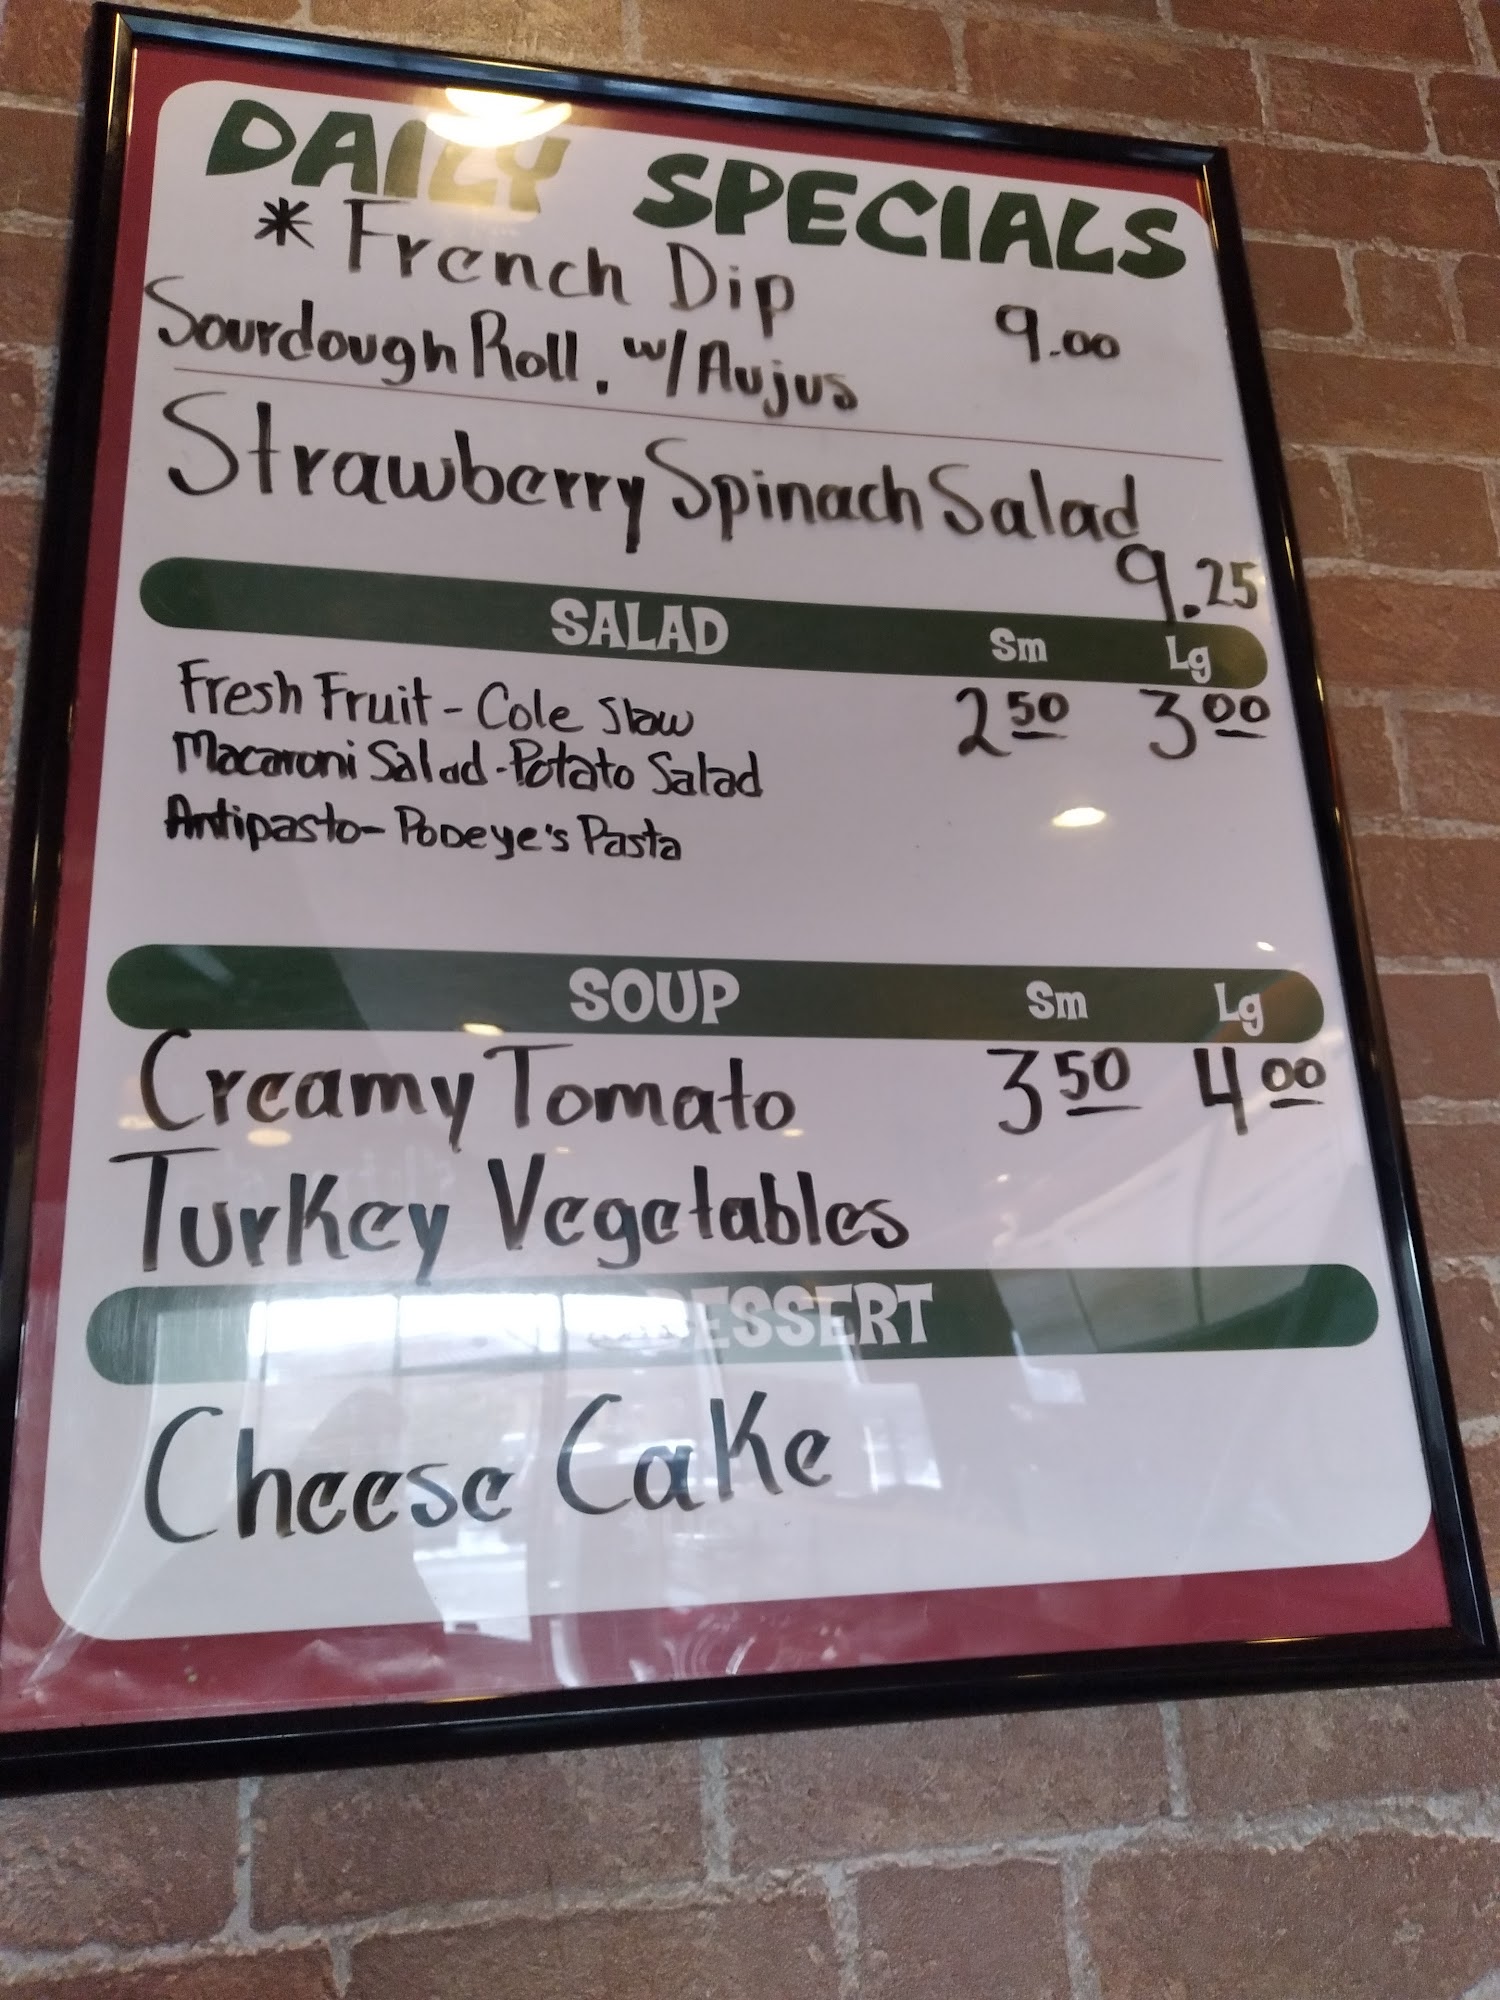 DAILY SPECIALS
* French Dip
Sourdough Roll. w/Aujus 9.00
Strawberry Spinach Salad
9.25
SALAD Sm Lg
Fresh Fruit - Cole Slaw 2.50 3.00
Macaroni Salad - Potato Salad
Antipasto - Popeye's Pasta
SOUP Sm Lg
Creamy Tomato 3.50 4.00
Turkey Vegetables
DESSERT
Cheese Cake